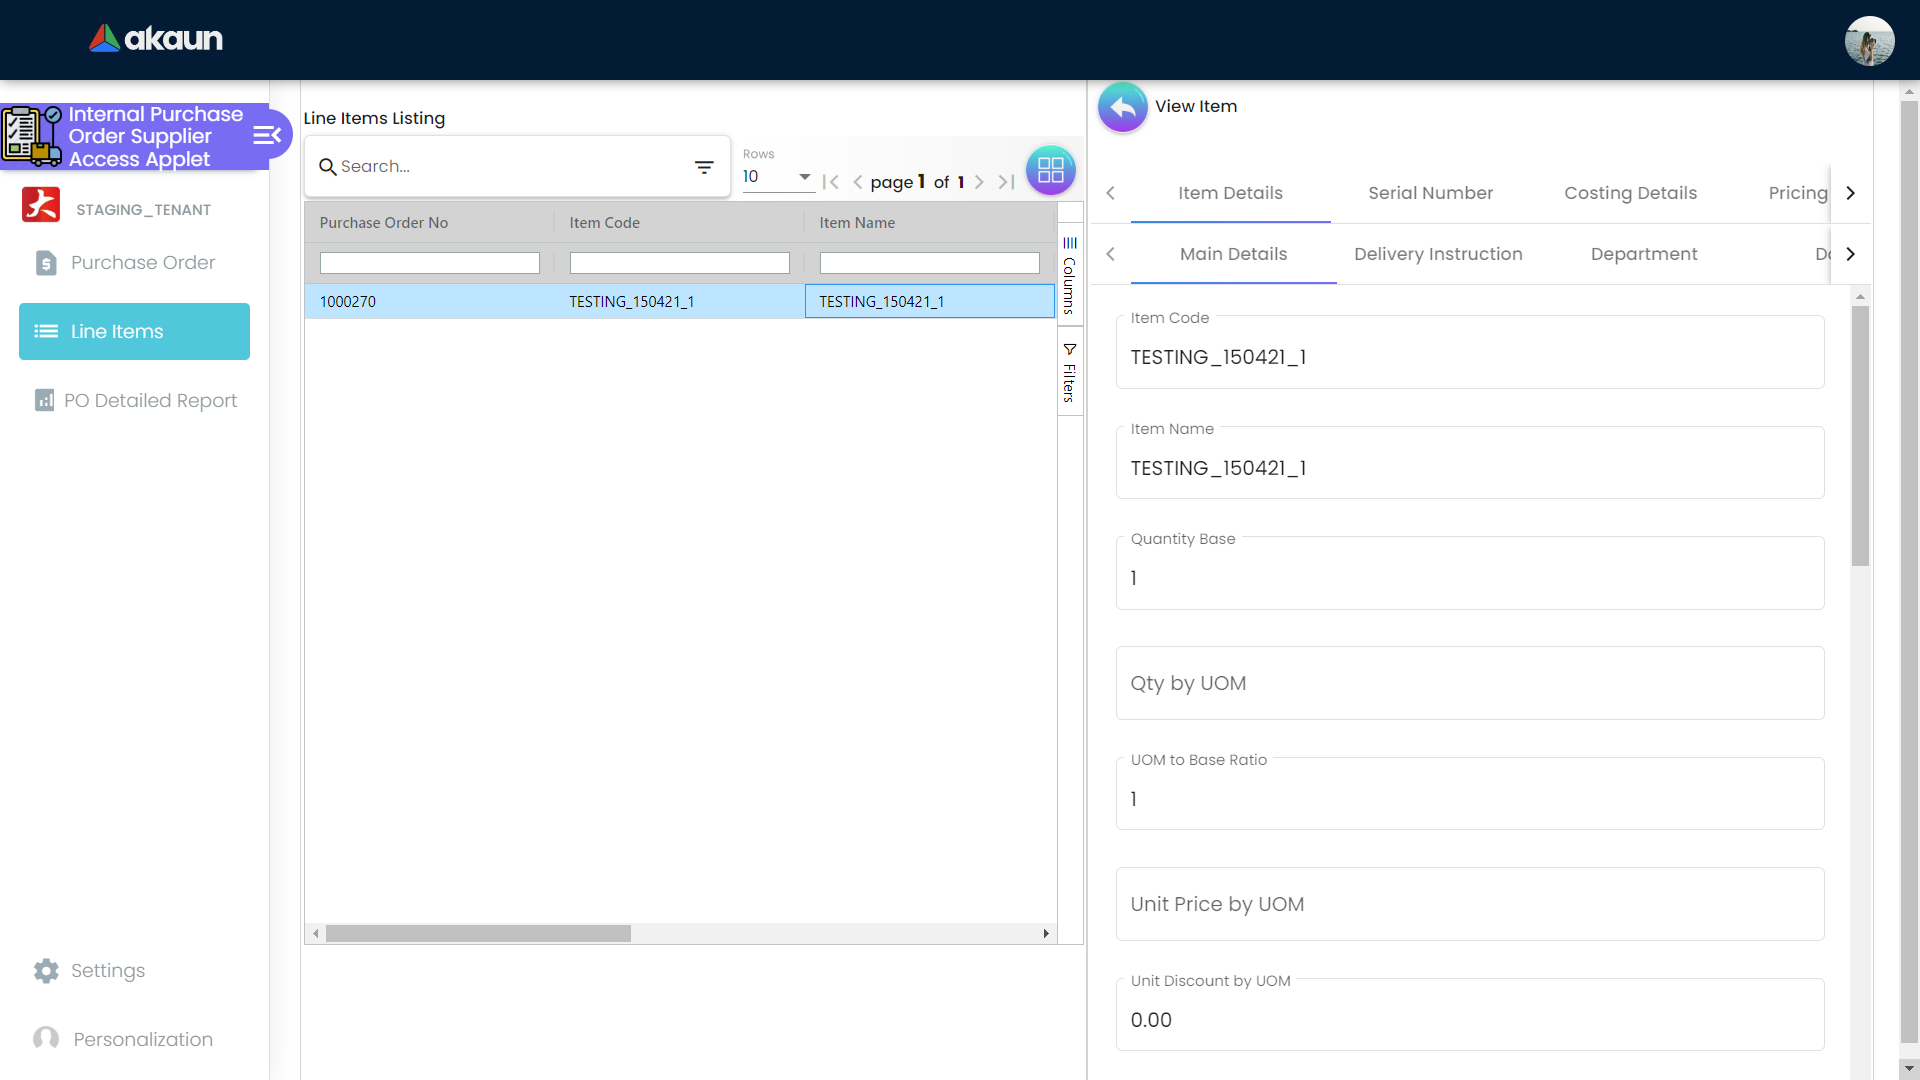 akaun
Internal Purchase
Order Supplier
Access Applet
STAGING_TENANT
Purchase Order
Line Items
PO Detailed Report
Settings
Personalization
Line Items Listing
Search...
Rows
10
page 1 of 1
Purchase Order No
Item Code
Item Name
1000270
TESTING_150421_1
TESTING_150421_1
Columns
Filters
View Item
Item Details
Serial Number
Costing Details
Pricing
Main Details
Delivery Instruction
Department
Item Code
TESTING_150421_1
Item Name
TESTING_150421_1
Quantity Base
1
Qty by UOM
UOM to Base Ratio
1
Unit Price by UOM
Unit Discount by UOM
0.00